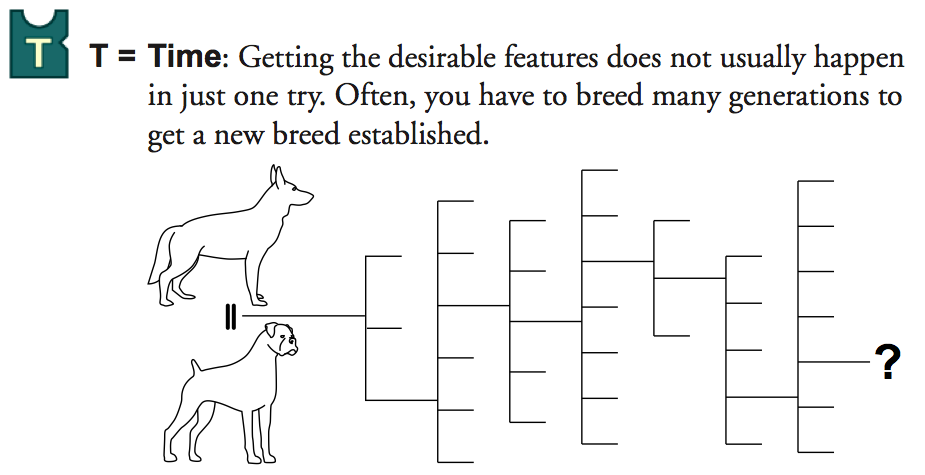 T
T = Time: Getting the desirable features does not usually happen
in just one try. Often, you have to breed many generations to
get a new breed established.
?